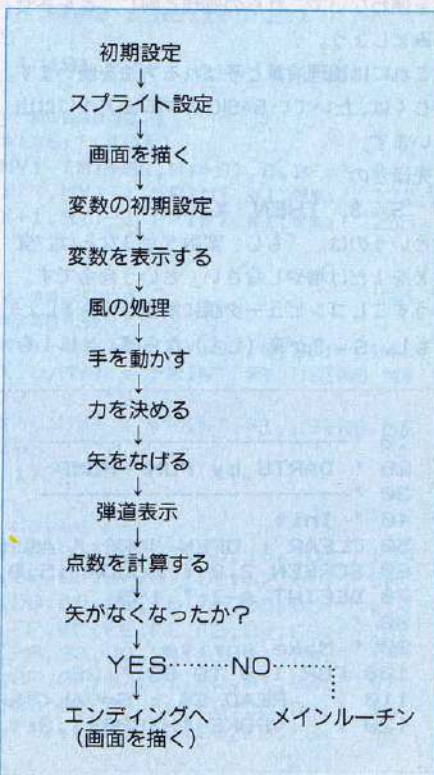 初期設定
↓
スプライト設定
↓
画面を描く
↓
変数の初期設定
↓
変数を表示する
↓
風の処理
↓
手を動かす
↓
力を決める
↓
矢をなげる
↓
弾道表示
↓
点数を計算する
↓
矢がなくなったか?
↓
YES‥‥‥NO‥‥‥
↓
エンディングへ メインルーチン
(画面を描く)